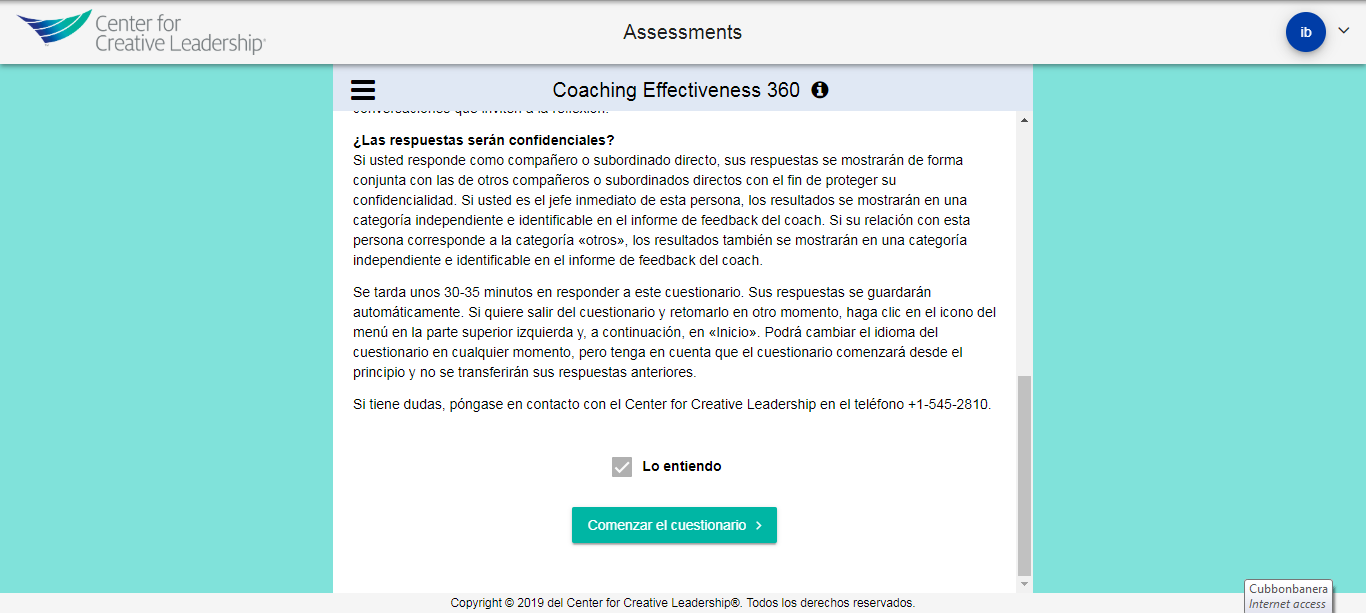 Center for
Creative Leadership®
Assessments
ib
Coaching Effectiveness 360
conversaciones que inviten a la reflexión.
¿Las respuestas serán confidenciales?
Si usted responde como compañero o subordinado directo, sus respuestas se mostrarán de forma
conjunta con las de otros compañeros o subordinados directos con el fin de proteger su
confidencialidad. Si usted es el jefe inmediato de esta persona, los resultados se mostrarán en una
categoría independiente e identificable en el informe de feedback del coach. Si su relación con esta
persona corresponde a la categoría «otros», los resultados también se mostrarán en una categoría
independiente e identificable en el informe de feedback del coach.
Se tarda unos 30-35 minutos en responder a este cuestionario. Sus respuestas se guardarán
automáticamente. Si quiere salir del cuestionario y retomarlo en otro momento, haga clic en el icono del
menú en la parte superior izquierda y, a continuación, en «Inicio». Podrá cambiar el idioma del
cuestionario en cualquier momento, pero tenga en cuenta que el cuestionario comenzará desde el
principio y no se transferirán sus respuestas anteriores.
Si tiene dudas, póngase en contacto con el Center for Creative Leadership en el teléfono +1-545-2810.
Lo entiendo
Comenzar el cuestionario
Cubbonbanera
Internet access
Copyright © 2019 del Center for Creative Leadership®. Todos los derechos reservados.